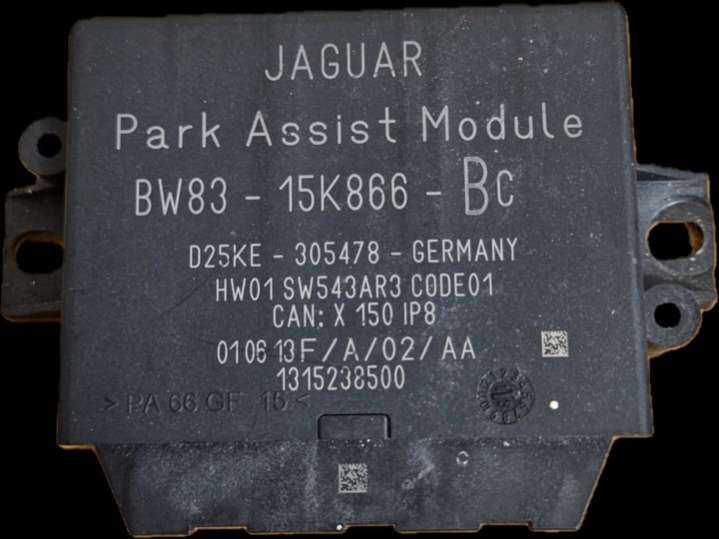 JAGUAR
Park Assist Module
BW83 - 15K866 - Bc
D25KE - 305478 - GERMANY
HW01 SW543AR3 CODE01
CAN: X 150 IP8
010613F/A/02/AA
1315238500
> PA 66 GF 15 <